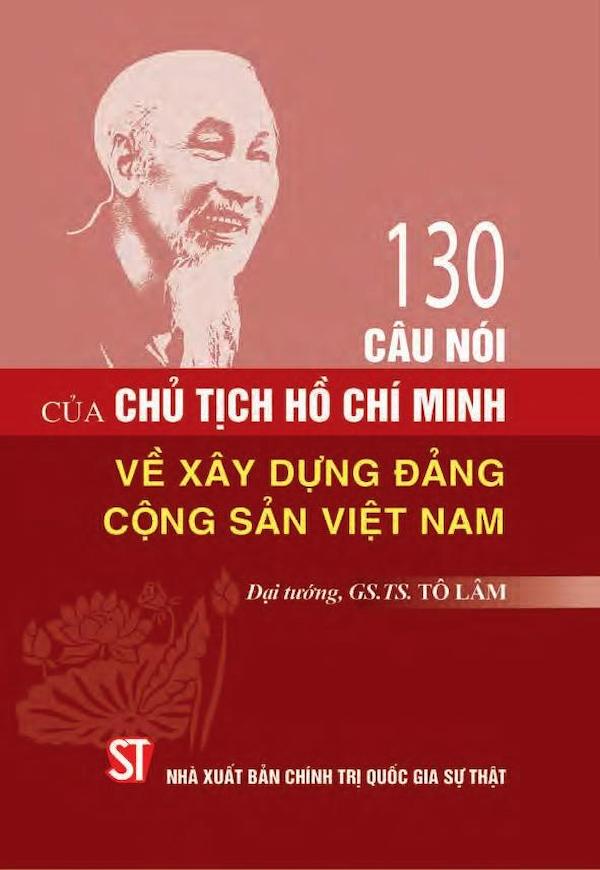 130
CÂU NÓI
CỦA CHỦ TỊCH HỒ CHÍ MINH
VỀ XÂY DỰNG ĐẢNG
CỘNG SẢN VIỆT NAM
Đại tướng, GS.TS. TÔ LÂM
ST
NHÀ XUẤT BẢN CHÍNH TRỊ QUỐC GIA SỰ THẬT